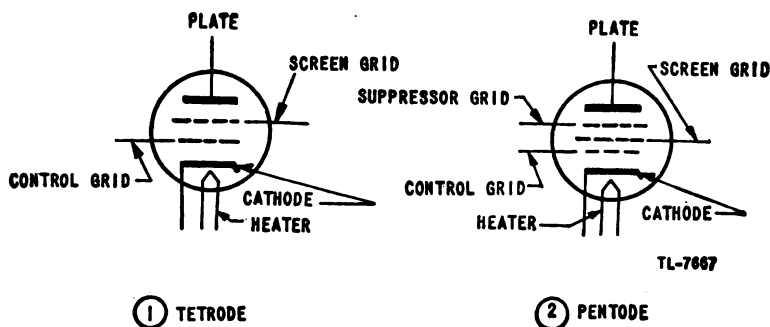 PLATE
SCREEN GRID
CONTROL GRID
CATHODE
HEATER
1 TETRODE
PLATE
SCREEN GRID
SUPPRESSOR GRID
CONTROL GRID
HEATER
CATHODE
TL-7667
2 PENTODE